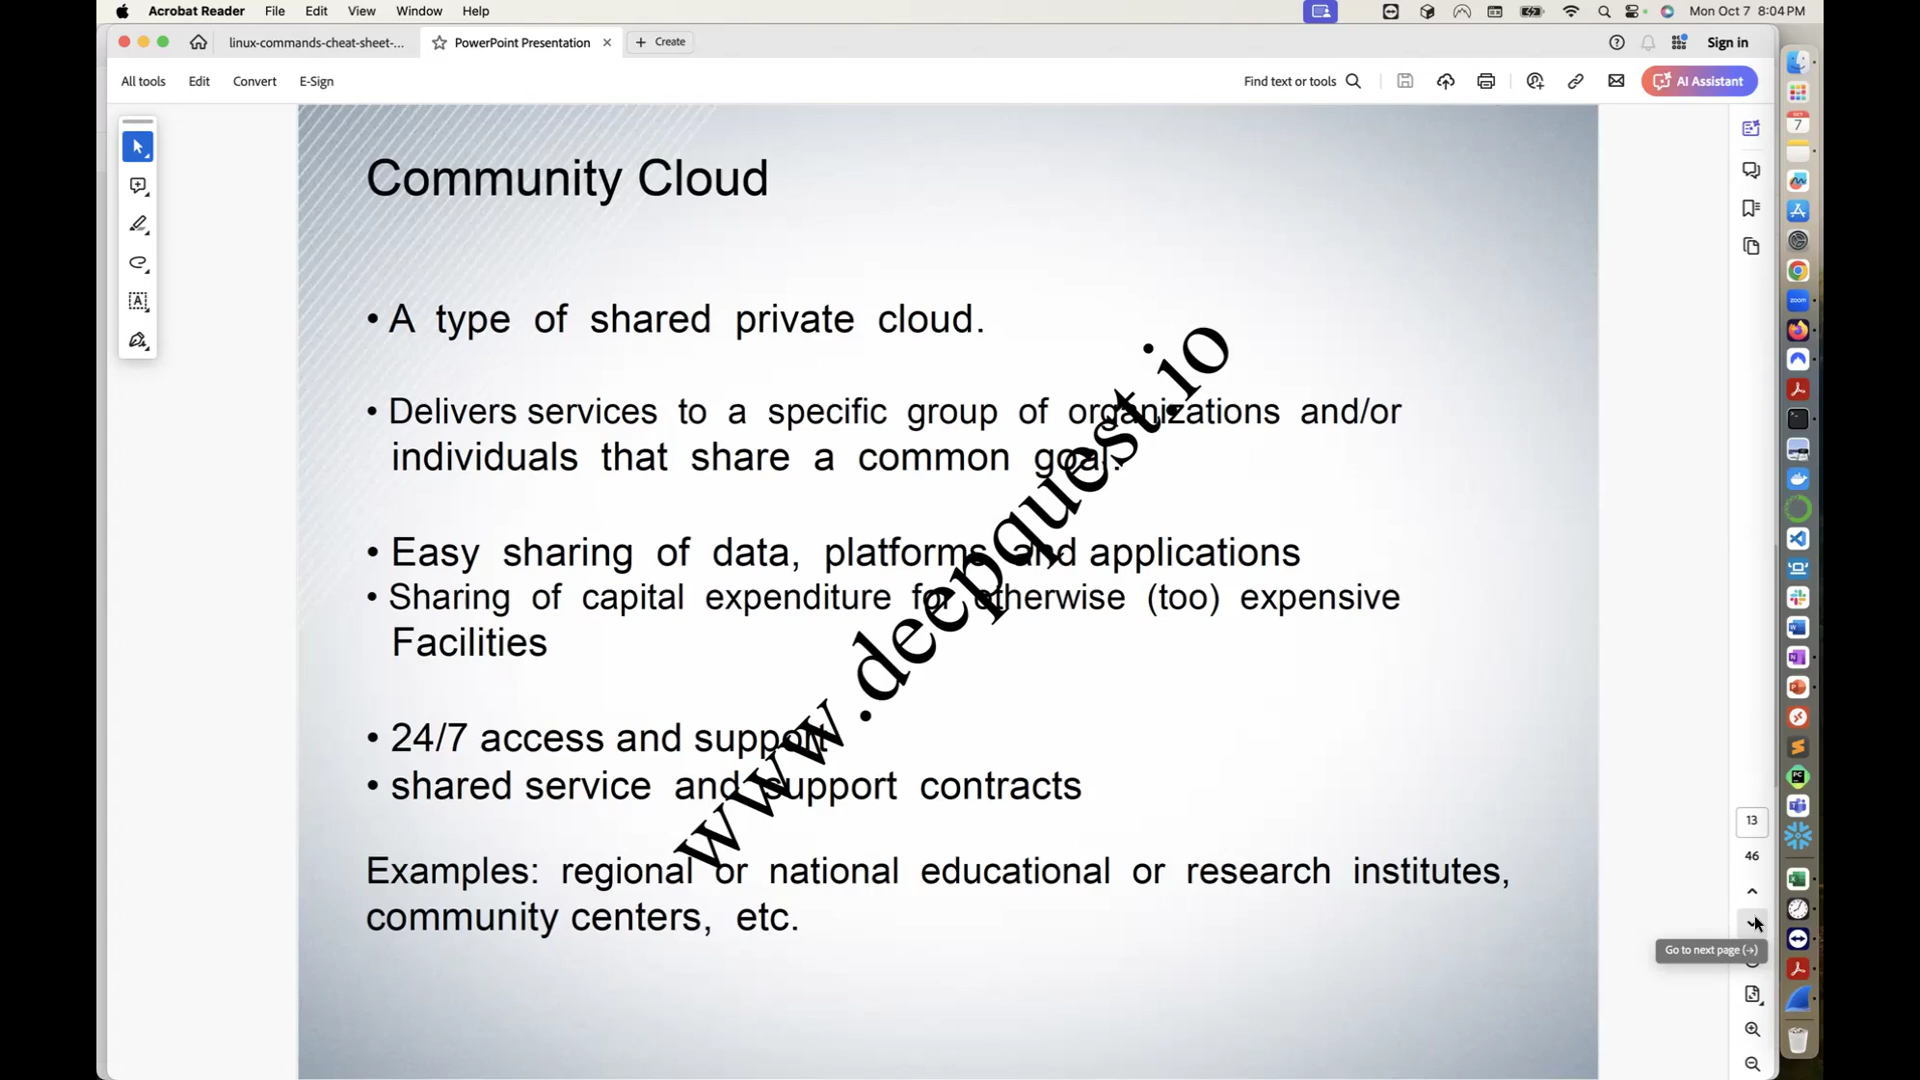 Acrobat Reader File Edit View Window Help Mon Oct 7 8:04 PM
linux-commands-cheat-sheet-... PowerPoint Presentation Create Sign in
All tools Edit Convert E-Sign Find text or tools AI Assistant
Community Cloud
• A type of shared private cloud.
• Delivers services to a specific group of organizations and/or
individuals that share a common goal.
• Easy sharing of data, platforms and applications
• Sharing of capital expenditure for otherwise (too) expensive
Facilities
• 24/7 access and support
• shared service and support contracts
Examples: regional or national educational or research institutes,
community centers, etc.
www.deepquest.io
13
46
Go to next page (→)
OCT
7
zoom